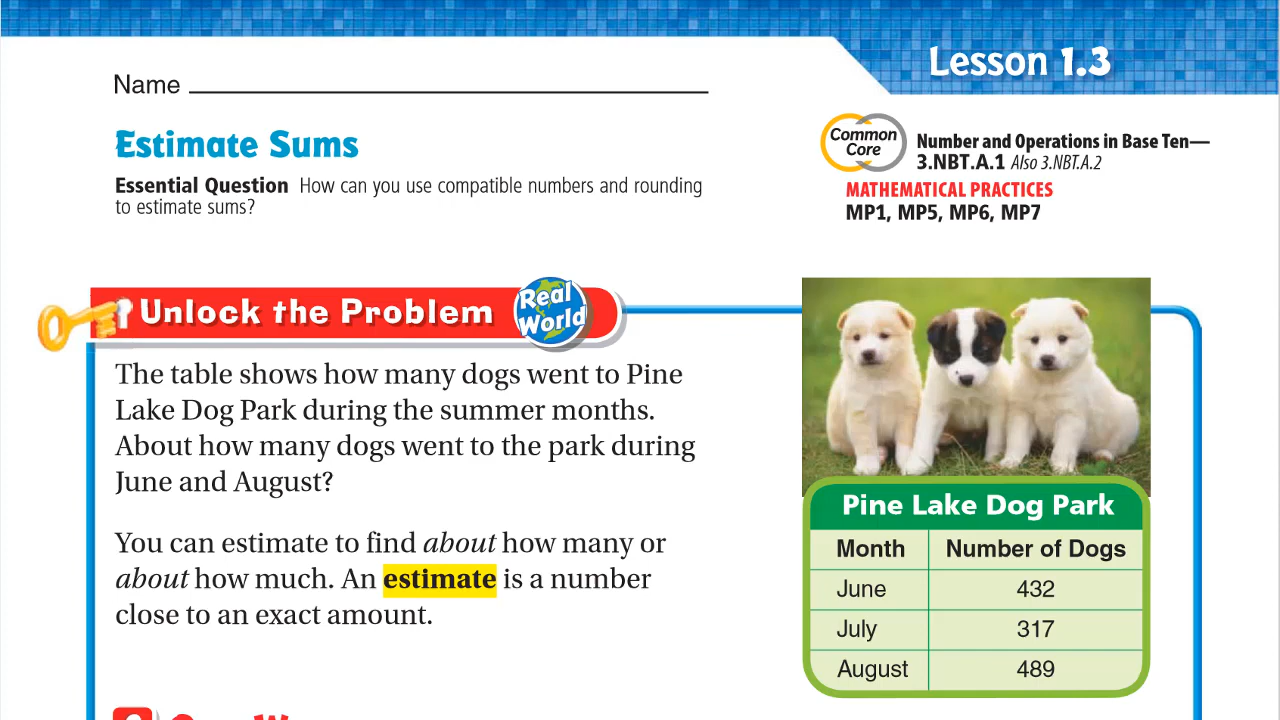 Lesson 1.3
Name
Estimate Sums
Essential Question How can you use compatible numbers and rounding
to estimate sums?
Common
Core
Number and Operations in Base Ten—
3.NBT.A.1 Also 3.NBT.A.2
MATHEMATICAL PRACTICES
MP1, MP5, MP6, MP7
Unlock the Problem
Real
World
The table shows how many dogs went to Pine
Lake Dog Park during the summer months.
About how many dogs went to the park during
June and August?
You can estimate to find about how many or
about how much. An estimate is a number
close to an exact amount.
Pine Lake Dog Park
Month Number of Dogs
June 432
July 317
August 489